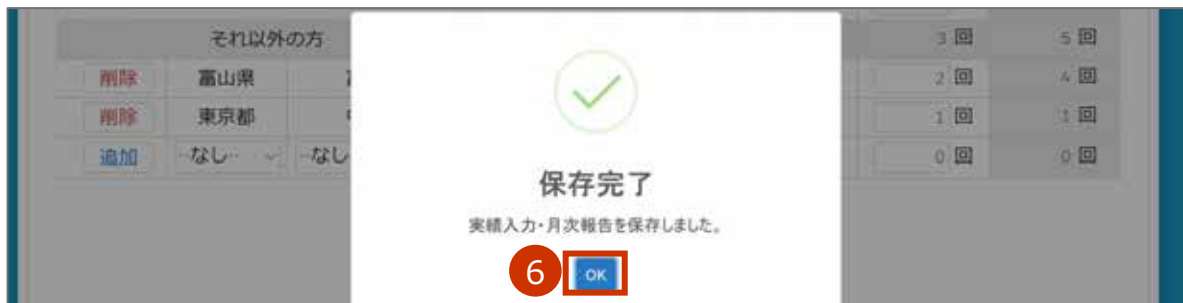 それ以外の方 3 回 5 回
削除 富山県 2 回 4 回
削除 東京都 1 回 1 回
追加 --なし-- --なし 0 回 0 回
保存完了
実績入力・月次報告を保存しました。
6 OK